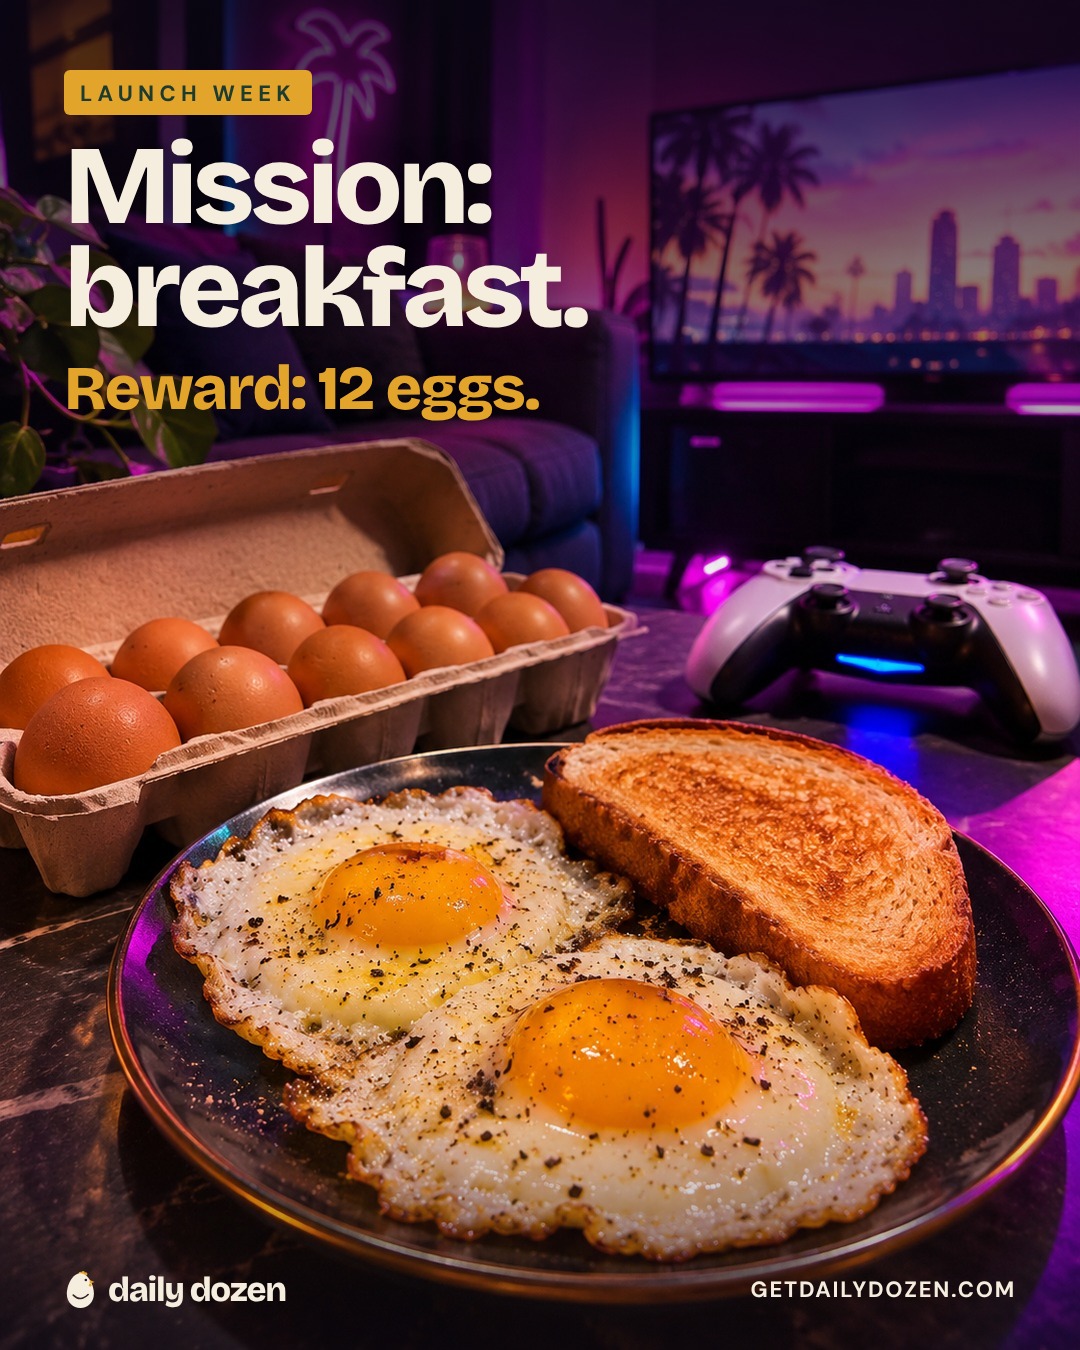 LAUNCH WEEK
Mission:
breakfast.
Reward: 12 eggs.
daily dozen
GETDAILYDOZEN.COM